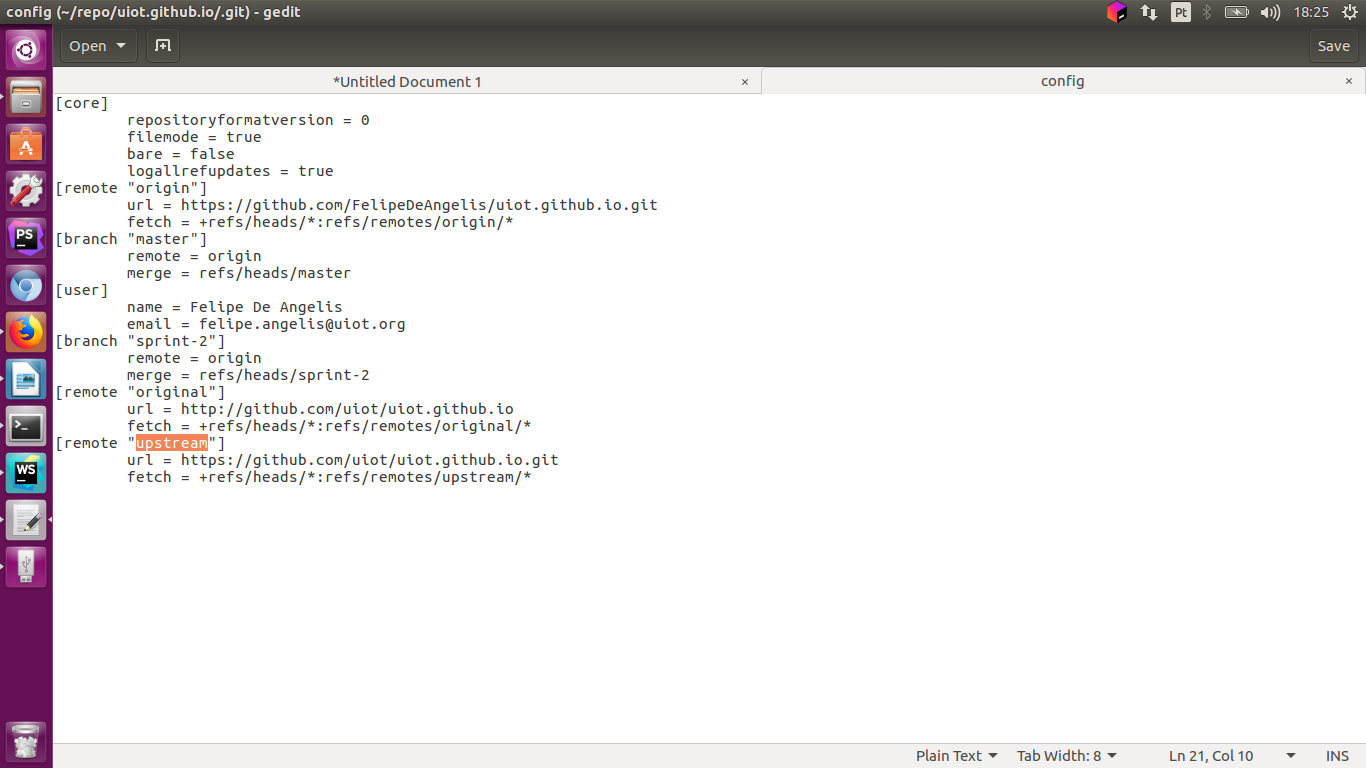 config (~/repo/uiot.github.io/.git) - gedit
Pt
18:25
Open
Save
*Untitled Document 1 ×
config ×
[core]
repositoryformatversion = 0
filemode = true
bare = false
logallrefupdates = true
[remote "origin"]
url = https://github.com/FelipeDeAngelis/uiot.github.io.git
fetch = +refs/heads/*:refs/remotes/origin/*
[branch "master"]
remote = origin
merge = refs/heads/master
[user]
name = Felipe De Angelis
email = felipe.angelis@uiot.org
[branch "sprint-2"]
remote = origin
merge = refs/heads/sprint-2
[remote "original"]
url = http://github.com/uiot/uiot.github.io
fetch = +refs/heads/*:refs/remotes/original/*
[remote "upstream"]
url = https://github.com/uiot/uiot.github.io.git
fetch = +refs/heads/*:refs/remotes/upstream/*
PS
WS
Plain Text
Tab Width: 8
Ln 21, Col 10
INS